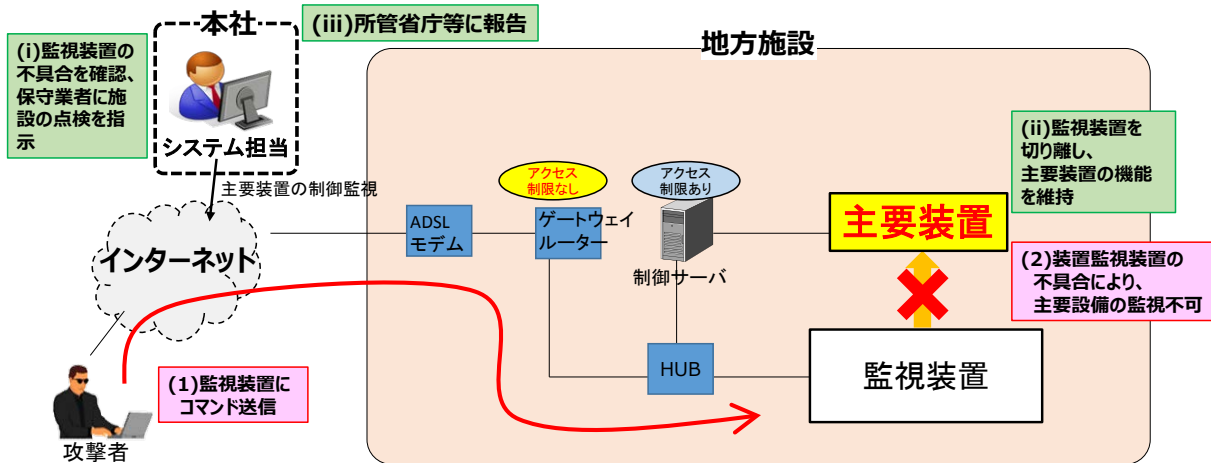 本社
(iii)所管省庁等に報告
(i)監視装置の
不具合を確認、
保守業者に施
設の点検を指
示
システム担当
主要装置の制御監視
インターネット
地方施設
アクセス
制限なし
アクセス
制限あり
ADSL
モデム
ゲートウェイ
ルーター
制御サーバ
主要装置
(ii)監視装置を
切り離し、
主要装置の機能
を維持
(2)装置監視装置の
不具合により、
主要設備の監視不可
HUB
監視装置
(1)監視装置に
コマンド送信
攻撃者